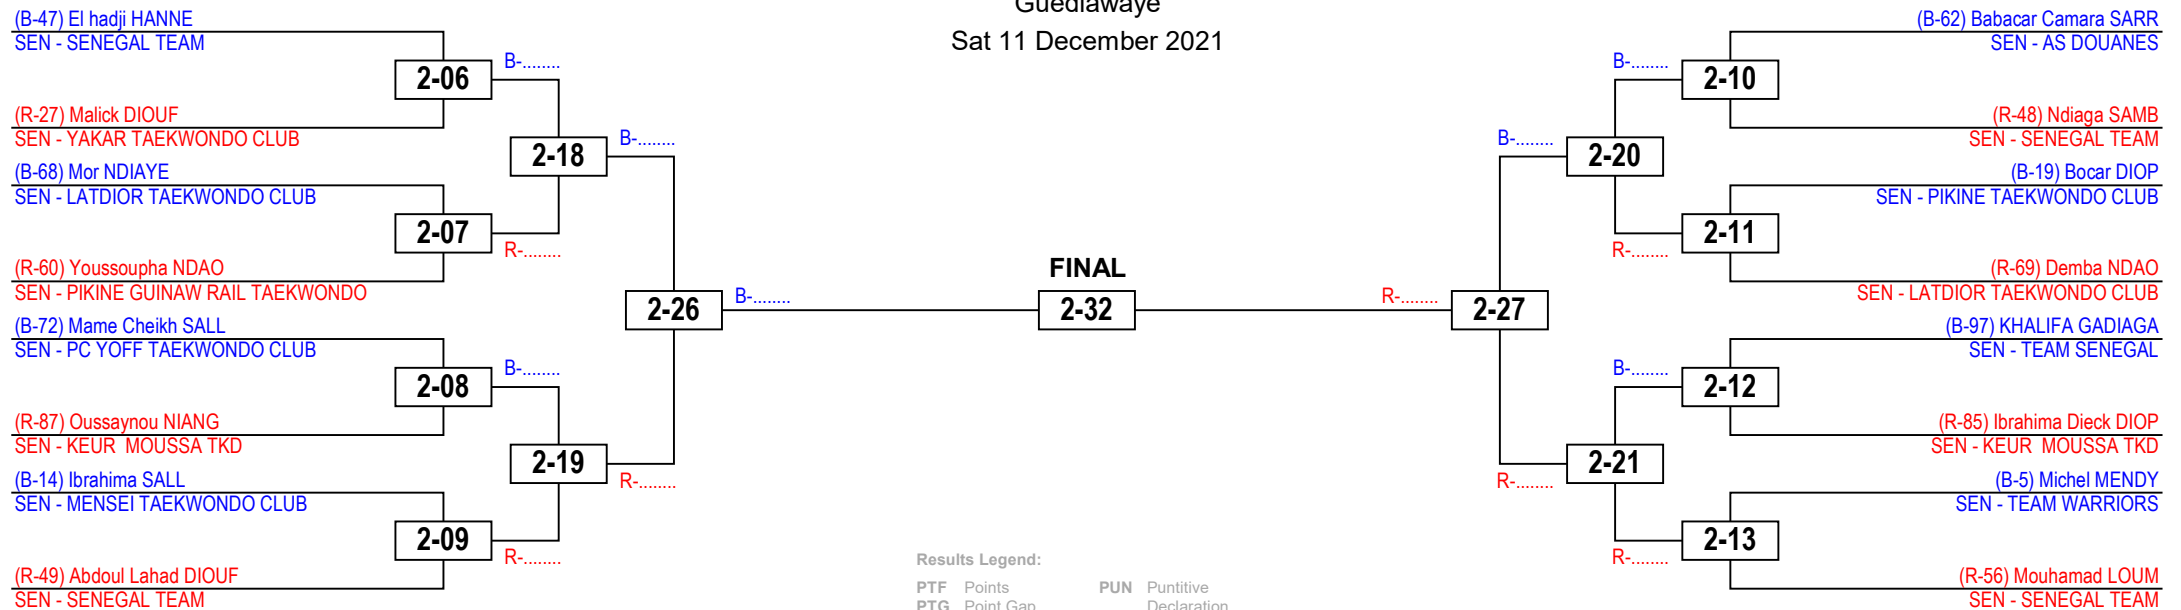 Guediawaye
Sat 11 December 2021
(B-47) El hadji HANNE
SEN - SENEGAL TEAM
2-06
B-........
(R-27) Malick DIOUF
SEN - YAKAR TAEKWONDO CLUB
2-18
B-........
(B-68) Mor NDIAYE
SEN - LATDIOR TAEKWONDO CLUB
2-07
R-........
(R-60) Youssoupha NDAO
SEN - PIKINE GUINAW RAIL TAEKWONDO
2-26
B-........
(B-72) Mame Cheikh SALL
SEN - PC YOFF TAEKWONDO CLUB
2-08
B-........
(R-87) Oussaynou NIANG
SEN - KEUR MOUSSA TKD
2-19
R-........
(B-14) Ibrahima SALL
SEN - MENSEI TAEKWONDO CLUB
2-09
R-........
(R-49) Abdoul Lahad DIOUF
SEN - SENEGAL TEAM
FINAL
2-32
(B-62) Babacar Camara SARR
SEN - AS DOUANES
B-........
2-10
(R-48) Ndiaga SAMB
SEN - SENEGAL TEAM
B-........
2-20
(B-19) Bocar DIOP
SEN - PIKINE TAEKWONDO CLUB
2-11
R-........
(R-69) Demba NDAO
SEN - LATDIOR TAEKWONDO CLUB
R-........
2-27
(B-97) KHALIFA GADIAGA
SEN - TEAM SENEGAL
B-........
2-12
(R-85) Ibrahima Dieck DIOP
SEN - KEUR MOUSSA TKD
2-21
R-........
(B-5) Michel MENDY
SEN - TEAM WARRIORS
2-13
R-........
(R-56) Mouhamad LOUM
SEN - SENEGAL TEAM
Results Legend:
PTF Points PUN Puntitive
PTG Point Gap Declaration